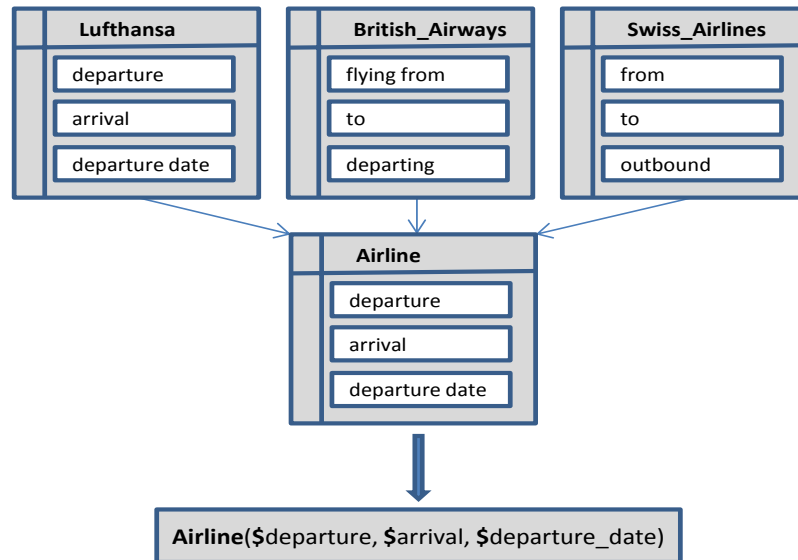 Lufthansa
departure
arrival
departure date
British_Airways
flying from
to
departing
Swiss_Airlines
from
to
outbound
Airline
departure
arrival
departure date
Airline($departure, $arrival, $departure_date)